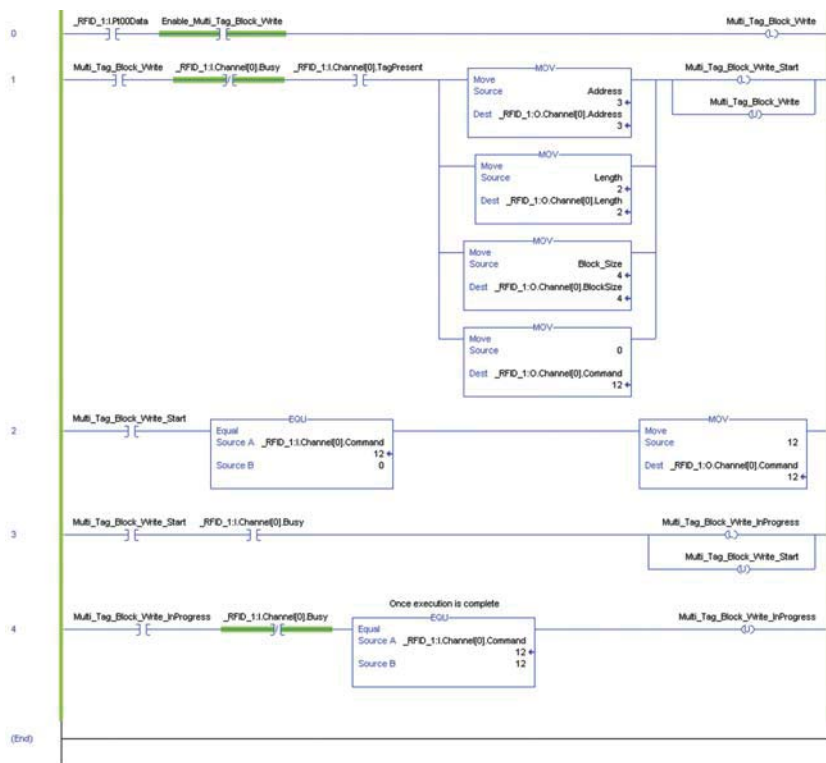 _RFID_1:I.Pt00Data Enable_Multi_Tag_Block_Write Multi_Tag_Block_Write
0 (L)
Multi_Tag_Block_Write _RFID_1:I.Channel[0].Busy _RFID_1:I.Channel[0].TagPresent MOV Multi_Tag_Block_Write_Start
1 Move (L)
Source Address
3
Dest _RFID_1:O.Channel[0].Address
3
Multi_Tag_Block_Write
(U)
MOV
Move
Source Length
2
Dest _RFID_1:O.Channel[0].Length
2
MOV
Move
Source Block_Size
4
Dest _RFID_1:O.Channel[0].BlockSize
4
MOV
Move
Source 0
Dest _RFID_1:O.Channel[0].Command
12
Multi_Tag_Block_Write_Start EQU MOV
2 Equal Move
Source A _RFID_1:I.Channel[0].Command Source 12
12
Source B 0 Dest _RFID_1:O.Channel[0].Command
12
Multi_Tag_Block_Write_Start _RFID_1:I.Channel[0].Busy Multi_Tag_Block_Write_InProgress
3 (L)
Multi_Tag_Block_Write_Start
(U)
Once execution is complete
Multi_Tag_Block_Write_InProgress _RFID_1:I.Channel[0].Busy EQU Multi_Tag_Block_Write_InProgress
4 Equal (U)
Source A _RFID_1:I.Channel[0].Command
12
Source B 12
(End)